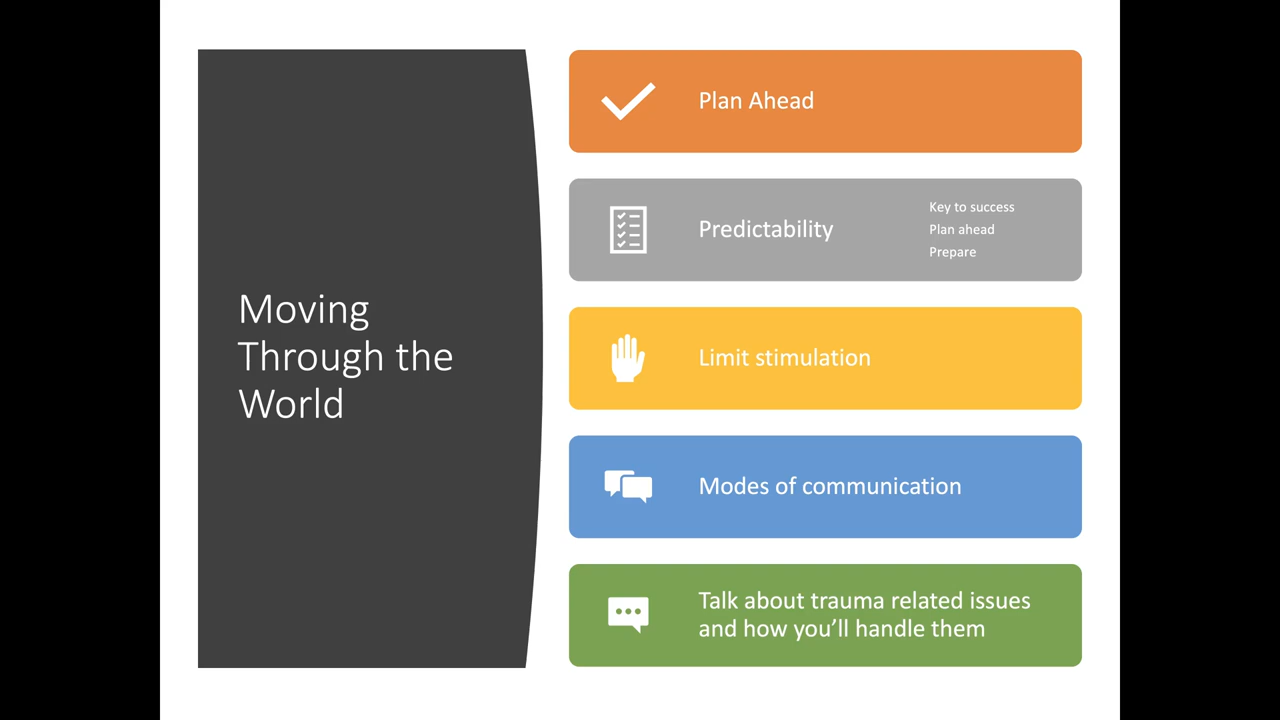 Moving
Through the
World
Plan Ahead
Predictability
Key to success
Plan ahead
Prepare
Limit stimulation
Modes of communication
Talk about trauma related issues
and how you’ll handle them